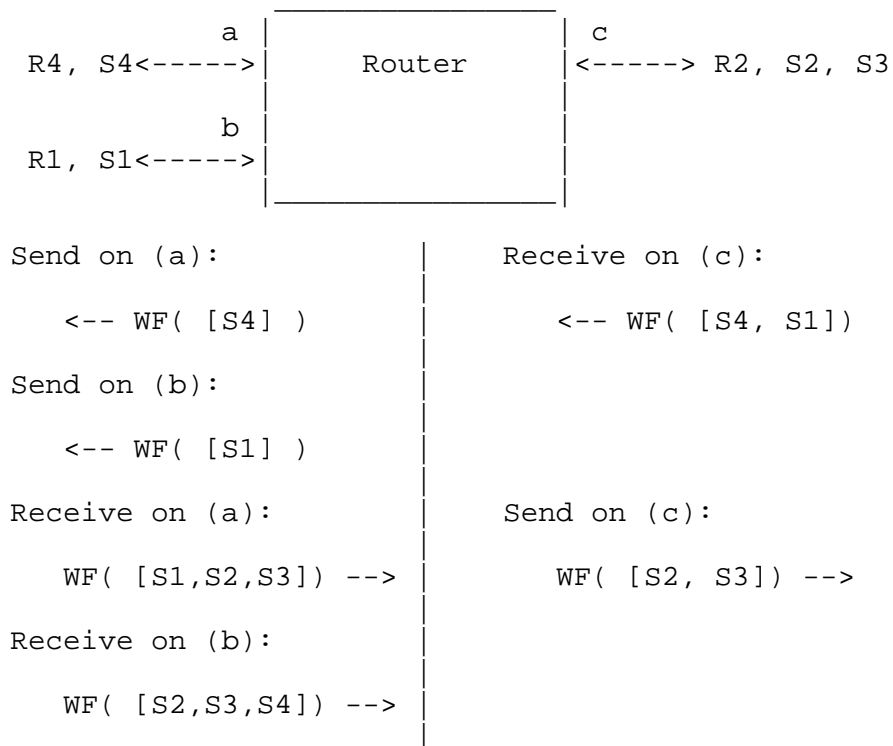 a c
R4, S4<----->| Router |<-----> R2, S2, S3
b
R1, S1<----->|
Send on (a): | Receive on (c):
<-- WF( [S4] ) | <-- WF( [S4, S1])
Send on (b):
<-- WF( [S1] )
Receive on (a): | Send on (c):
WF( [S1,S2,S3]) --> | WF( [S2, S3]) -->
Receive on (b):
WF( [S2,S3,S4]) --> |